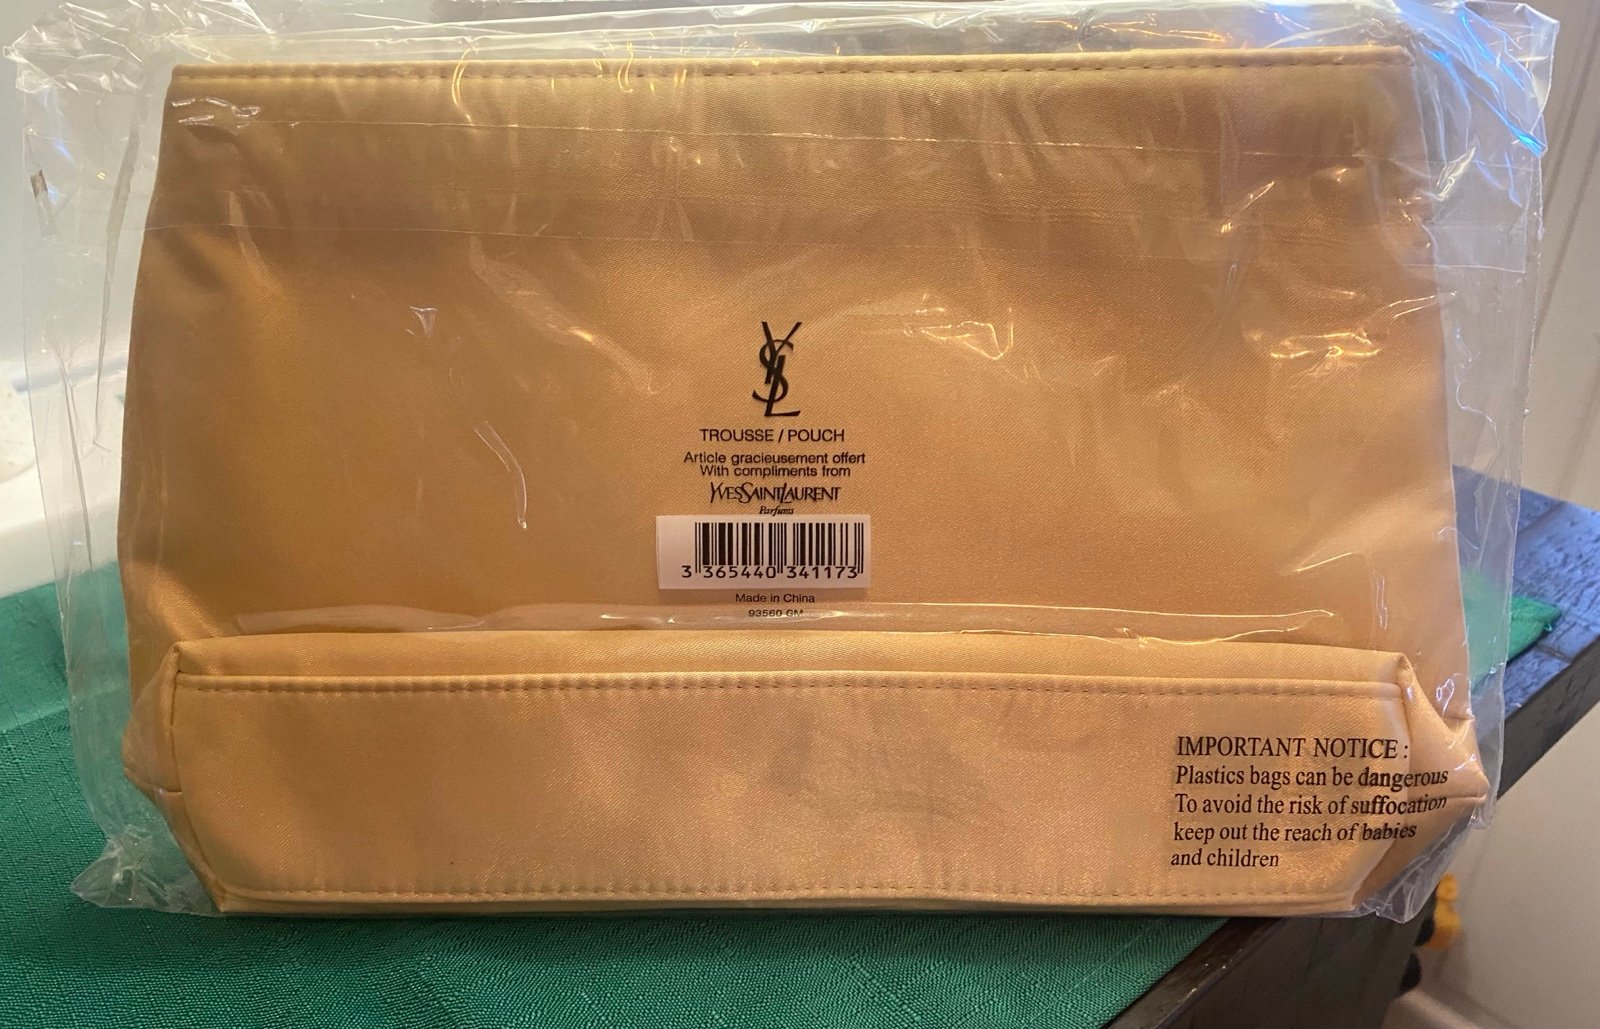 YSL
TROUSSE / POUCH
Article gracieusement offert
With compliments from
YVESSAINTLAURENT
Parfums
3 365440 341173
Made in China
93560 GM
IMPORTANT NOTICE :
Plastics bags can be dangerous
To avoid the risk of suffocation
keep out the reach of babies
and children